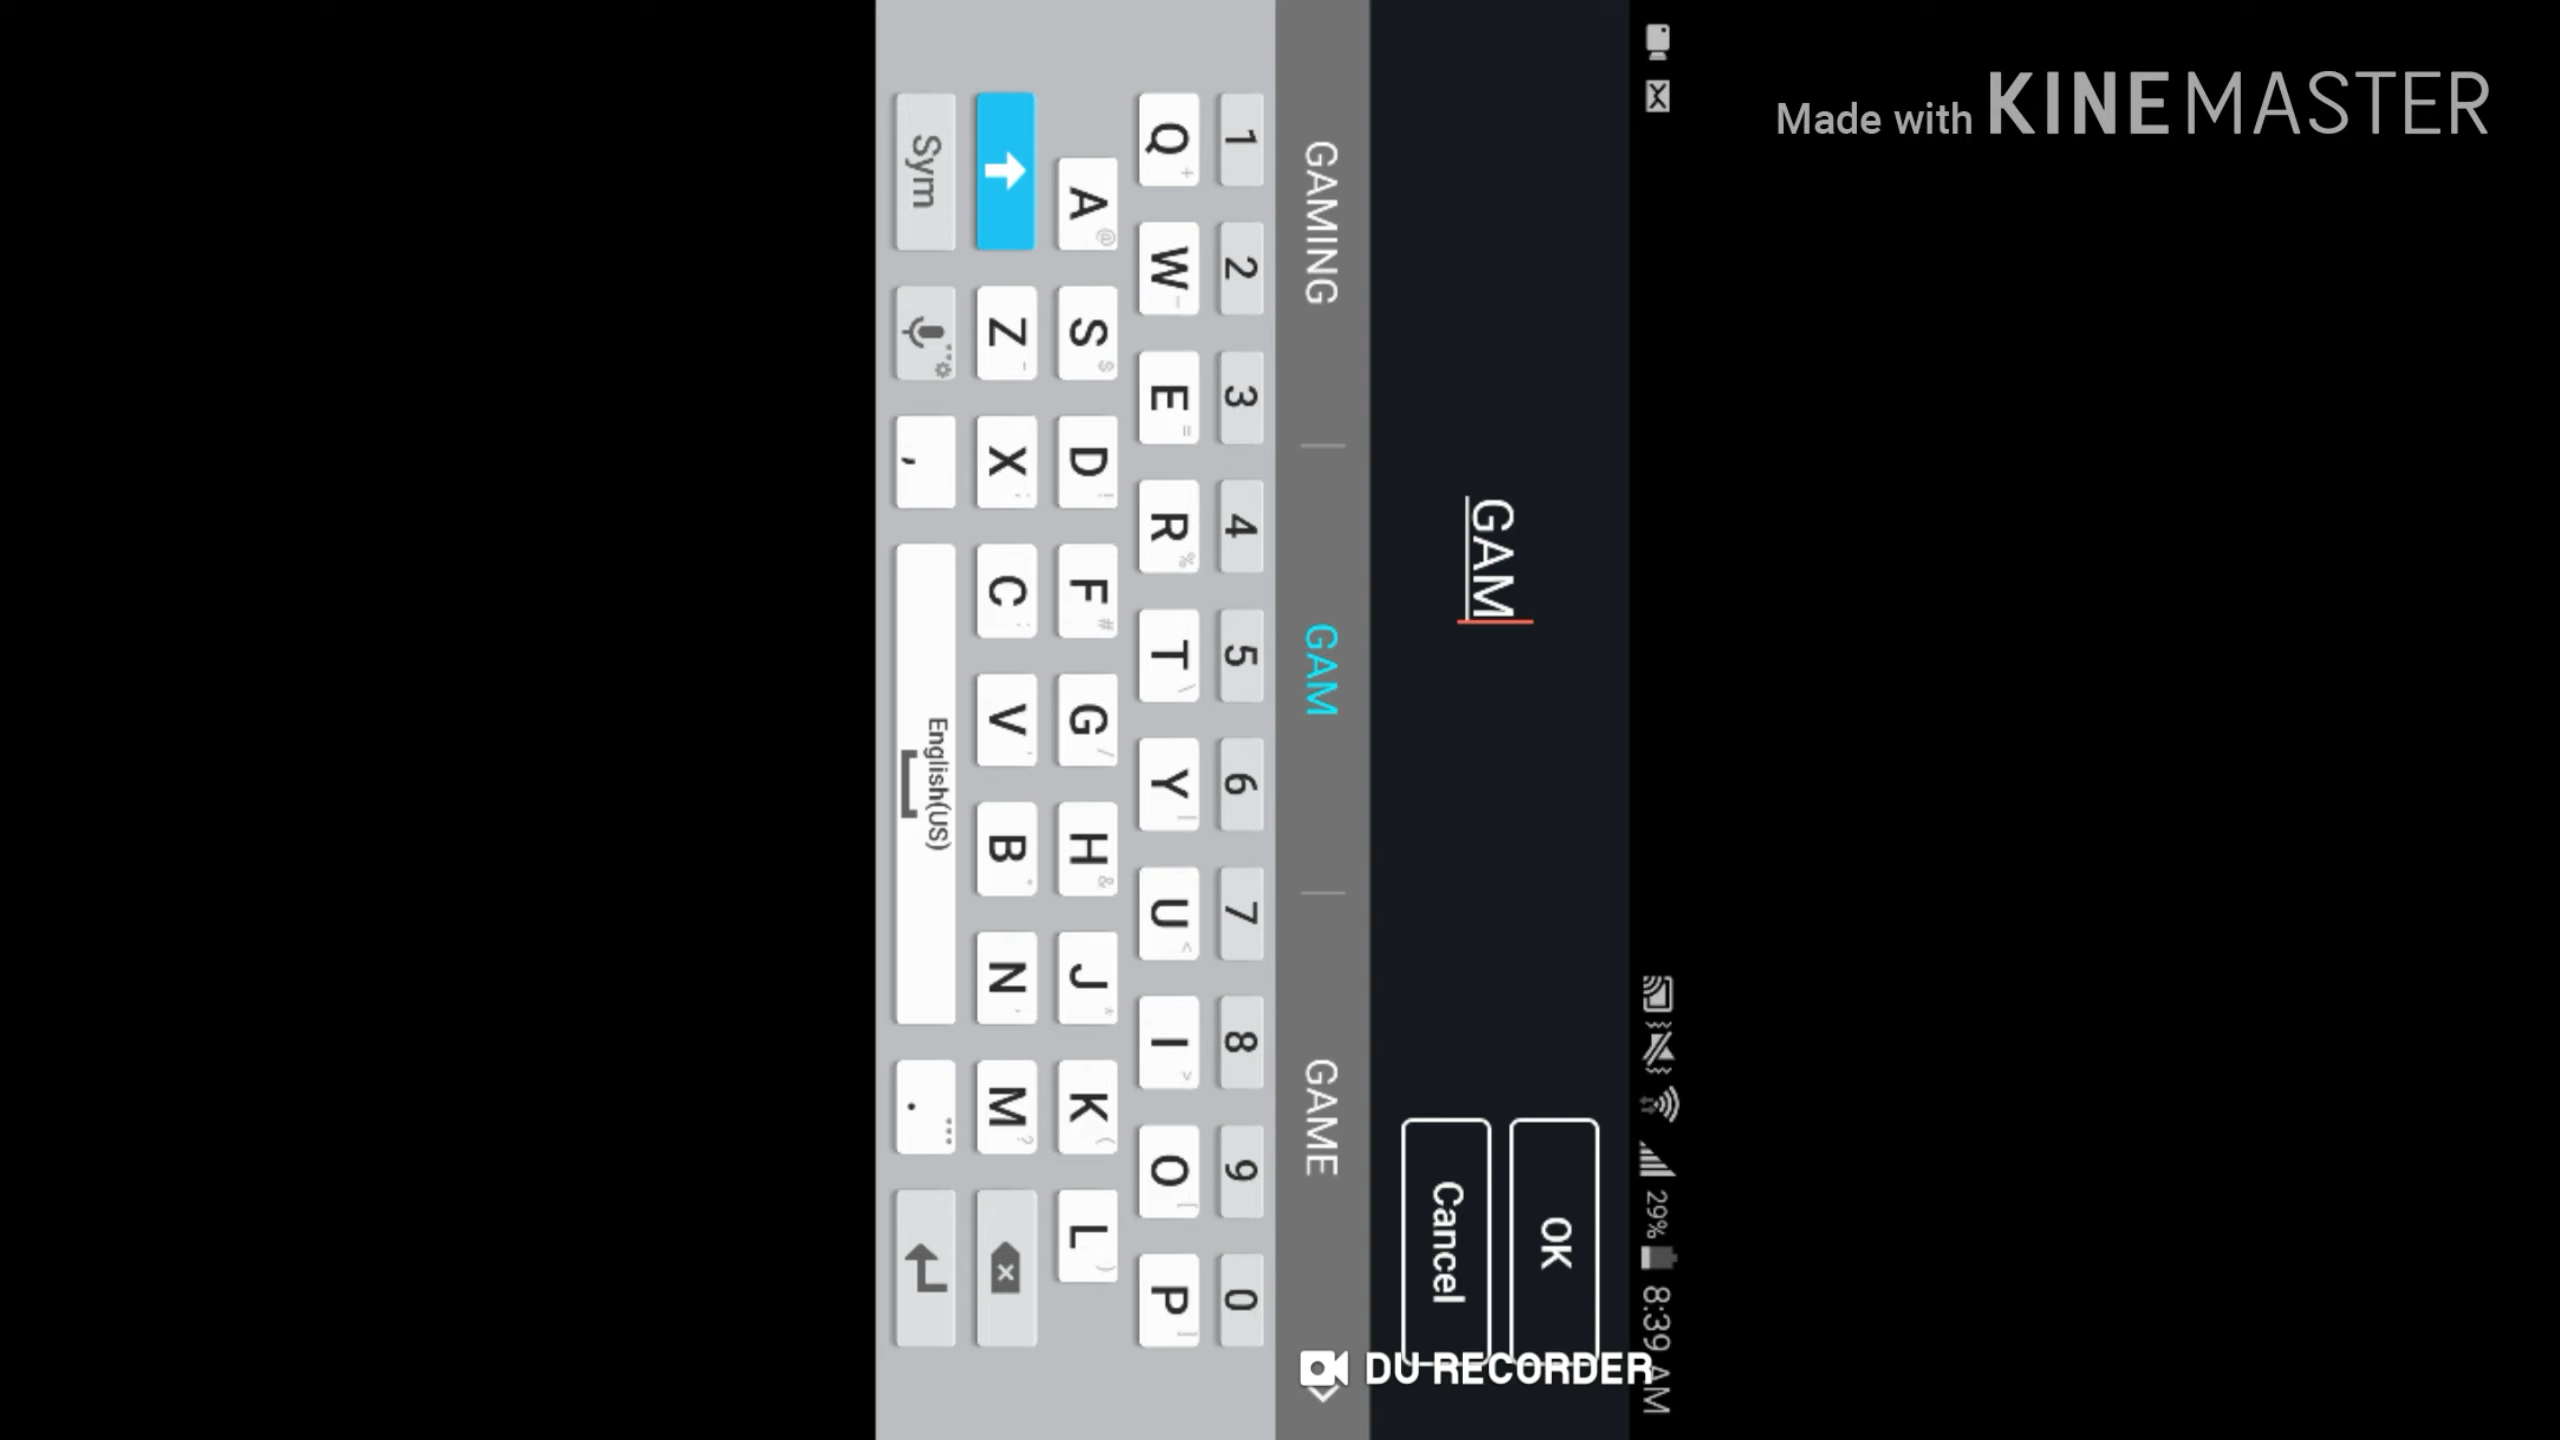 Made with KINEMASTER
29% 8:39 AM
GAM
OK
Cancel
GAMING GAM GAME
1 2 3 4 5 6 7 8 9 0
Q W E R T Y U I O P
A S D F G H J K L
Z X C V B N M
Sym , English(US) .
DU RECORDER